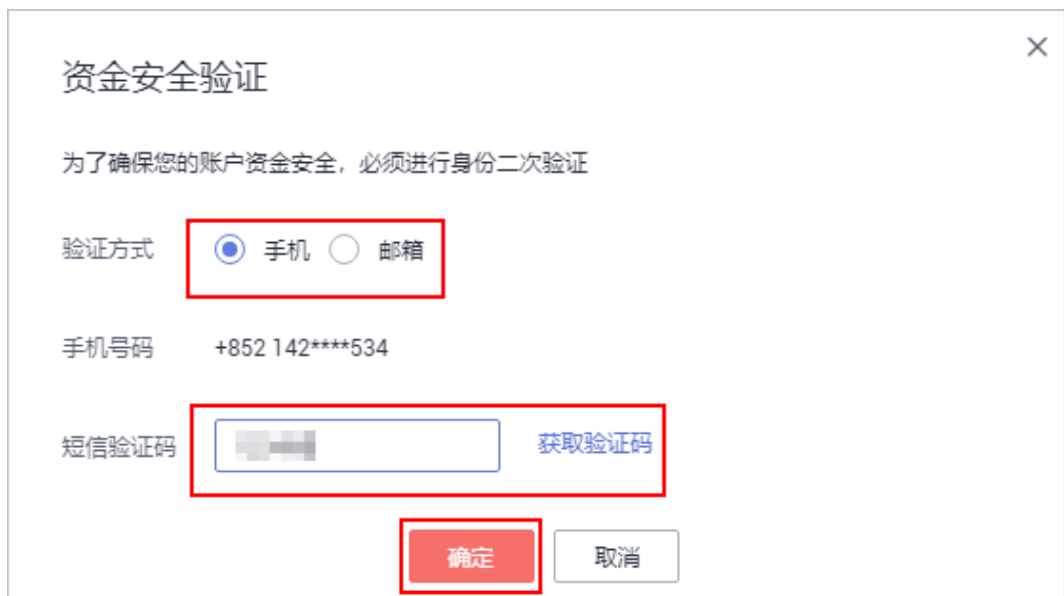 资金安全验证
为了确保您的账户资金安全，必须进行身份二次验证
验证方式 手机 邮箱
手机号码 +852 142****534
短信验证码 获取验证码
确定 取消